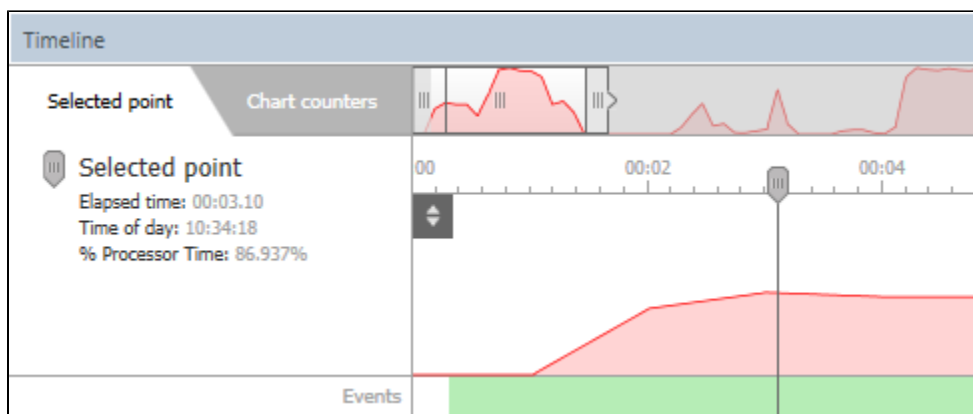 Timeline
Selected point Chart counters
Selected point
Elapsed time: 00:03.10
Time of day: 10:34:18
% Processor Time: 86.937%
00 00:02 00:04
Events